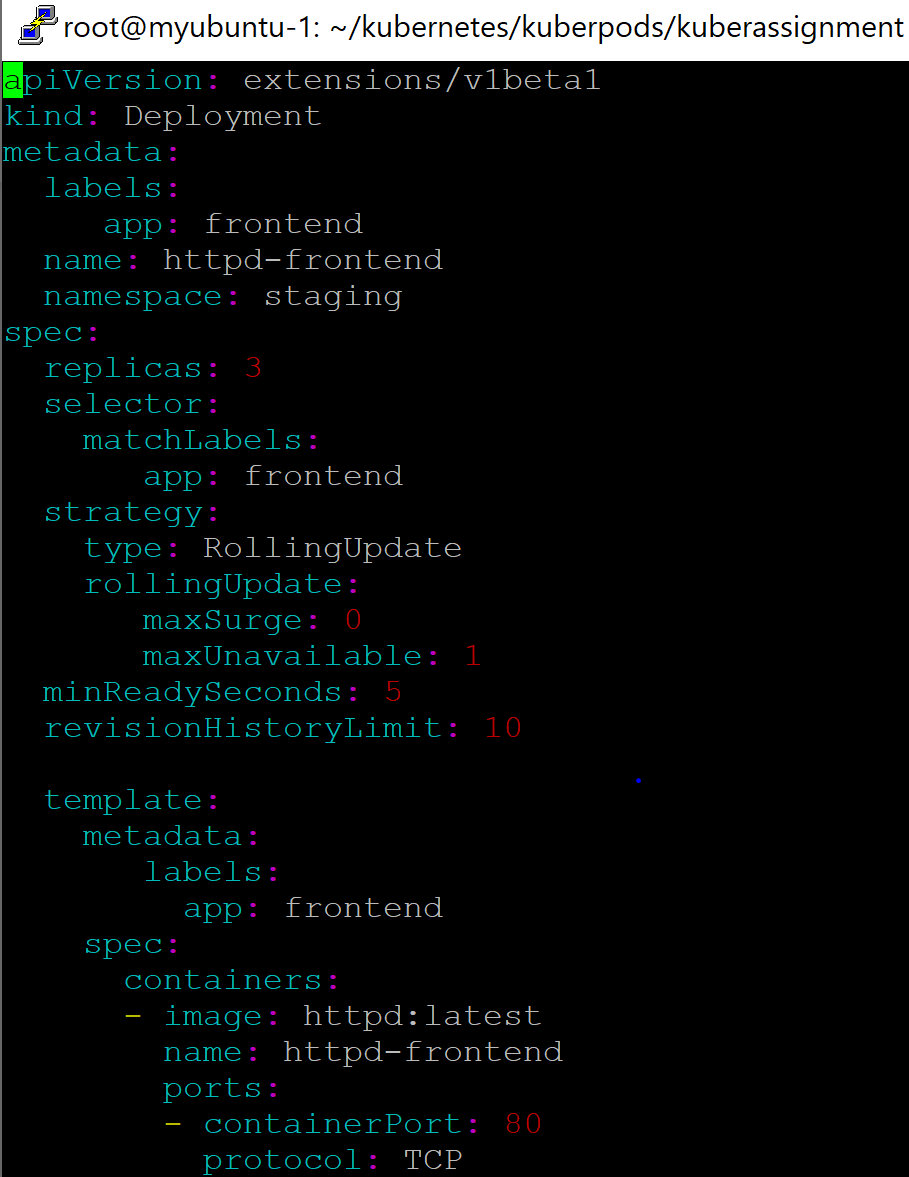 root@myubuntu-1: ~/kubernetes/kuberpods/kuberassignment
apiVersion: extensions/v1beta1
kind: Deployment
metadata:
  labels:
     app: frontend
  name: httpd-frontend
  namespace: staging
spec:
  replicas: 3
  selector:
    matchLabels:
       app: frontend
  strategy:
    type: RollingUpdate
    rollingUpdate:
       maxSurge: 0
       maxUnavailable: 1
  minReadySeconds: 5
  revisionHistoryLimit: 10

  template:
    metadata:
       labels:
         app: frontend
    spec:
      containers:
      - image: httpd:latest
        name: httpd-frontend
        ports:
        - containerPort: 80
          protocol: TCP